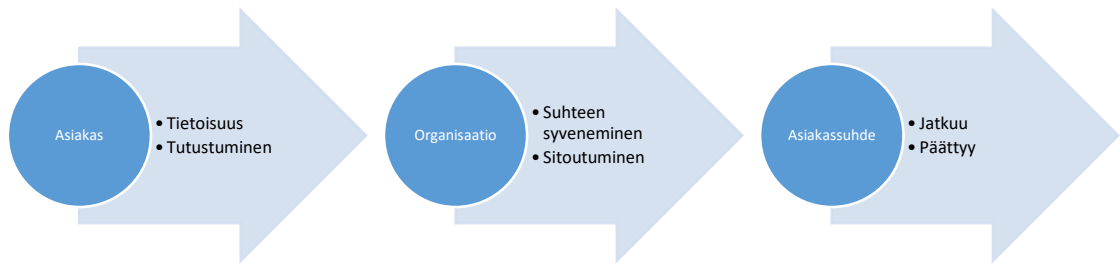 Asiakas
• Tietoisuus
• Tutustuminen
Organisaatio
• Suhteen
syveneminen
• Sitoutuminen
Asiakassuhde
• Jatkuu
• Päättyy